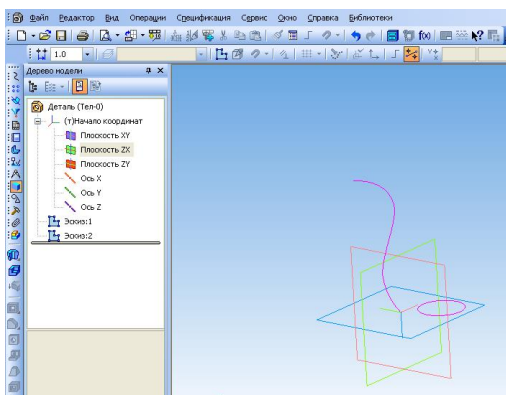 Файл Редактор Вид Операции Спецификация Сервис Окно Справка Библиотеки
f(x)
1.0
Дерево модели
Деталь (Тел-0)
(т)Начало координат
Плоскость XY
Плоскость ZX
Плоскость ZY
Ось X
Ось Y
Ось Z
Эскиз:1
Эскиз:2